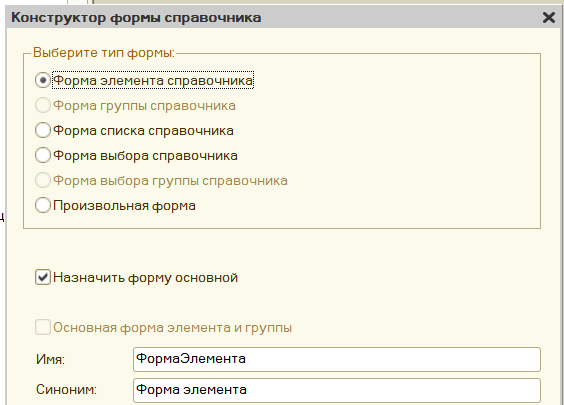 Конструктор формы справочника
Выберите тип формы:
Форма элемента справочника
Форма группы справочника
Форма списка справочника
Форма выбора справочника
Форма выбора группы справочника
Произвольная форма
Назначить форму основной
Основная форма элемента и группы
Имя: ФормаЭлемента
Синоним: Форма элемента